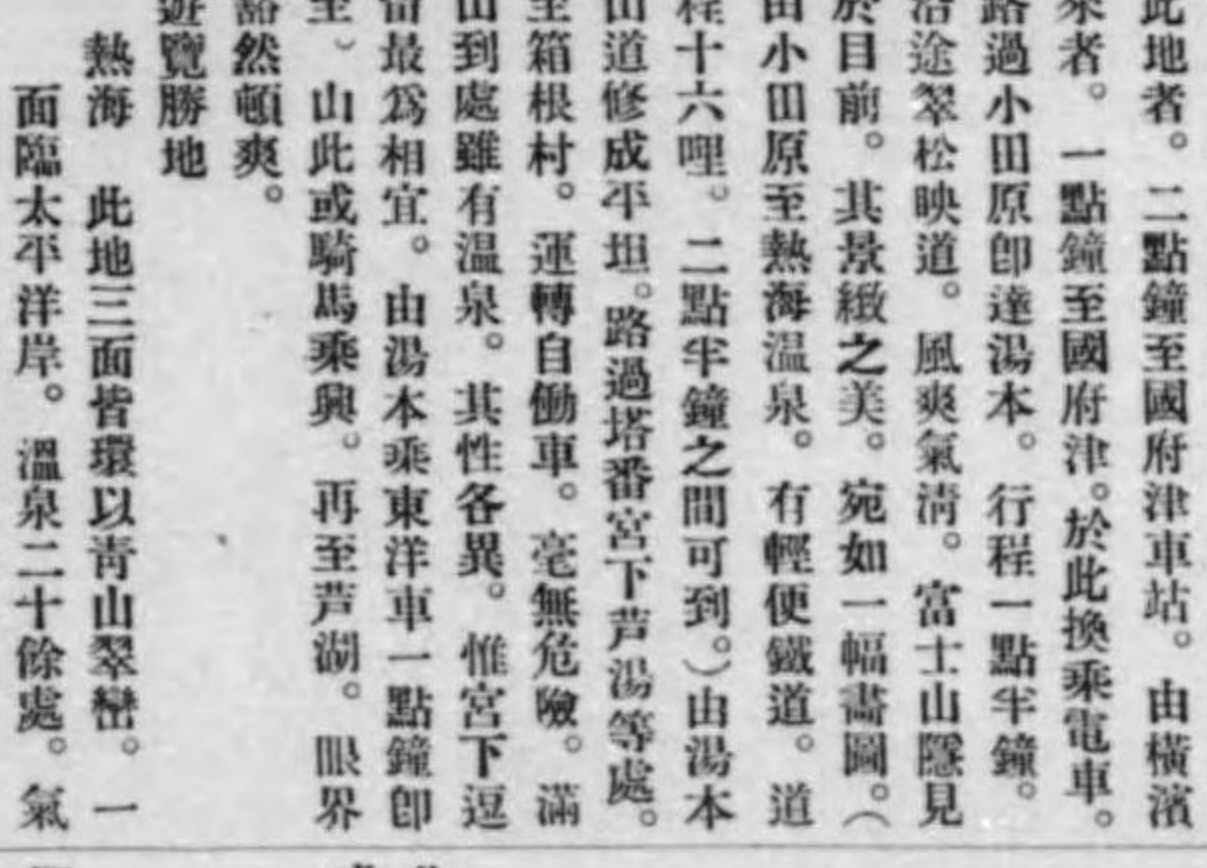 此地者。二點鐘至國府津車站。由橫濱
來者。一點鐘至國府津。於此換乘電車。
路過小田原卽達湯本。行程一點半鐘。
沿途翠松映道。風爽氣淸。富士山隱見
於目前。其景緻之美。宛如一幅畵圖。（
由小田原至熱海温泉。有輕便鐵道。道
程十六哩。二點半鐘之間可到。）由湯本
山道修成平坦。路過塔番宮下芦湯等處。
至箱根村。運轉自働車。毫無危險。滿
山到處雖有温泉。其性各異。惟宮下逗
留最爲相宜。由湯本乘東洋車一點鐘卽
至、山此或騎馬乘興。再至芦湖。眼界
豁然頓爽。
遊覽勝地
熱海　此地三面皆環以靑山翠巒。一
面臨太平洋岸。溫泉二十餘處。氣